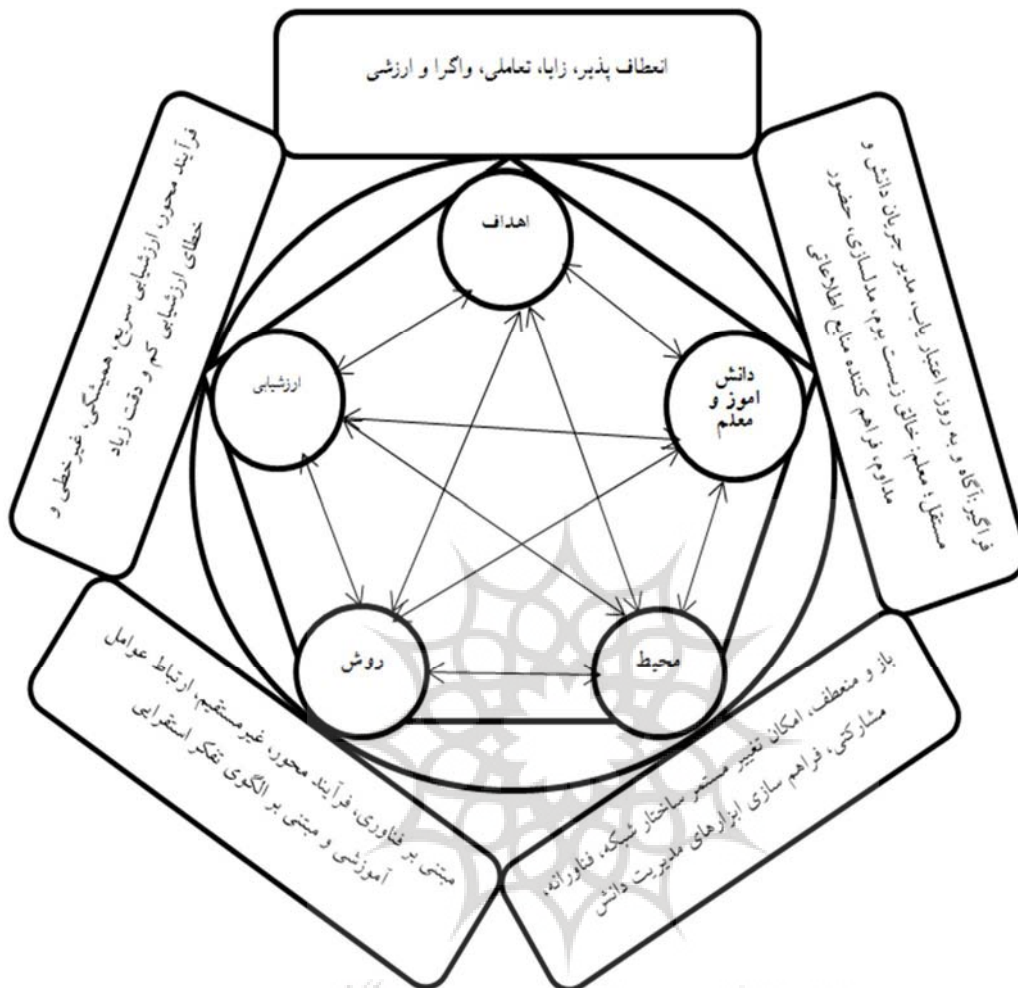 انعطاف پذیر، زایا، تعاملی، واگرا و ارزشی
فراگیر:آگاه و به روز، اعتبار یاب، مدیر جریان دانش و
مستقل؛ معلم: خالق زیست بوم، مدلسازی، حضور
مداوم، فراهم کننده منابع اطلاعاتی
باز و منعطف، امکان تغییر مستمر ساختار شبکه، فناورانه،
مشارکتی، فراهم سازی ابزارهای مدیریت دانش
مبتنی بر فناوری، فرآیند محور، غیرمستقیم، ارتباط عوامل
آموزشی و مبتنی بر الگوی تفکر استقرایی
فرآیند محور، ارزشیابی سریع، همیشگی، غیر خطی و
خطای ارزشیابی کم و دقت زیاد
اهداف
دانش
اموز و
معلم
محیط
روش
ارزشیابی